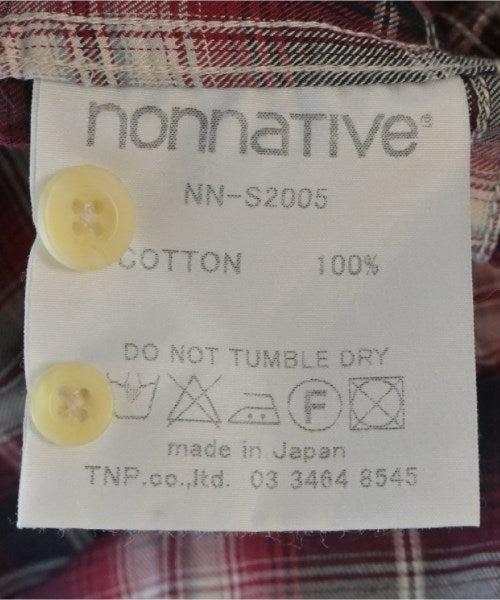 nonnative®
NN-S2005
COTTON 100%
DO NOT TUMBLE DRY
F
made in Japan
TNP.co.,ltd. 03 3464 8545